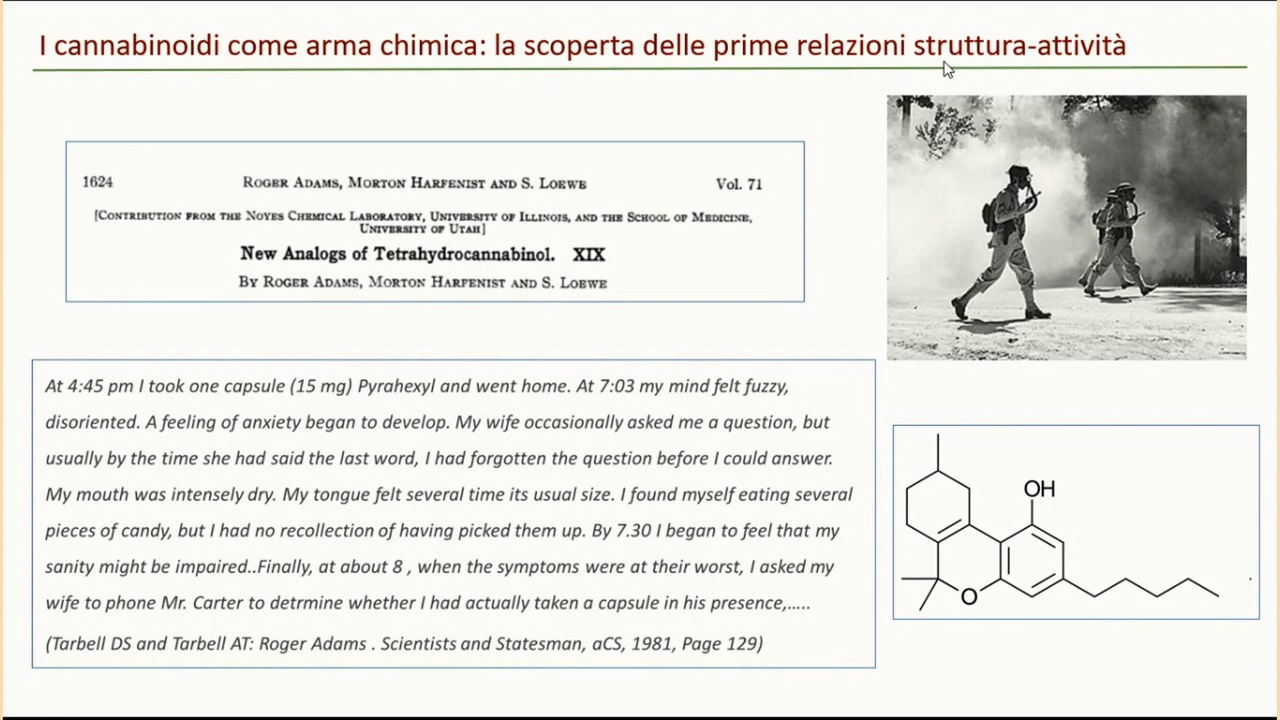 I cannabinoidi come arma chimica: la scoperta delle prime relazioni struttura-attività
1624 ROGER ADAMS, MORTON HARFENIST AND S. LOEWE Vol. 71
[CONTRIBUTION FROM THE NOYES CHEMICAL LABORATORY, UNIVERSITY OF ILLINOIS, AND THE SCHOOL OF MEDICINE,
UNIVERSITY OF UTAH]
New Analogs of Tetrahydrocannabinol. XIX
BY ROGER ADAMS, MORTON HARFENIST AND S. LOEWE
At 4:45 pm I took one capsule (15 mg) Pyrahexyl and went home. At 7:03 my mind felt fuzzy,
disoriented. A feeling of anxiety began to develop. My wife occasionally asked me a question, but
usually by the time she had said the last word, I had forgotten the question before I could answer.
My mouth was intensely dry. My tongue felt several time its usual size. I found myself eating several
pieces of candy, but I had no recollection of having picked them up. By 7.30 I began to feel that my
sanity might be impaired..Finally, at about 8 , when the symptoms were at their worst, I asked my
wife to phone Mr. Carter to detrmine whether I had actually taken a capsule in his presence,.....
(Tarbell DS and Tarbell AT: Roger Adams . Scientists and Statesman, aCS, 1981, Page 129)
OH
O